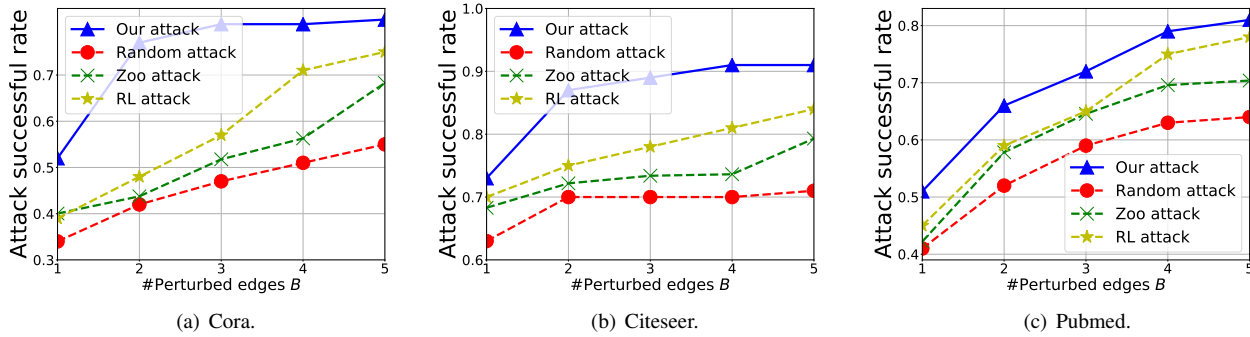 Attack successful rate
Our attack
Random attack
Zoo attack
RL attack
0.7
0.6
0.5
0.4
0.3
1 2 3 4 5
#Perturbed edges B
(a) Cora.
Attack successful rate
1.0
Our attack
Random attack
Zoo attack
RL attack
0.9
0.8
0.7
0.6
1 2 3 4 5
#Perturbed edges B
(b) Citeseer.
Attack successful rate
0.8
0.7
0.6
0.5
0.4
Our attack
Random attack
Zoo attack
RL attack
1 2 3 4 5
#Perturbed edges B
(c) Pubmed.